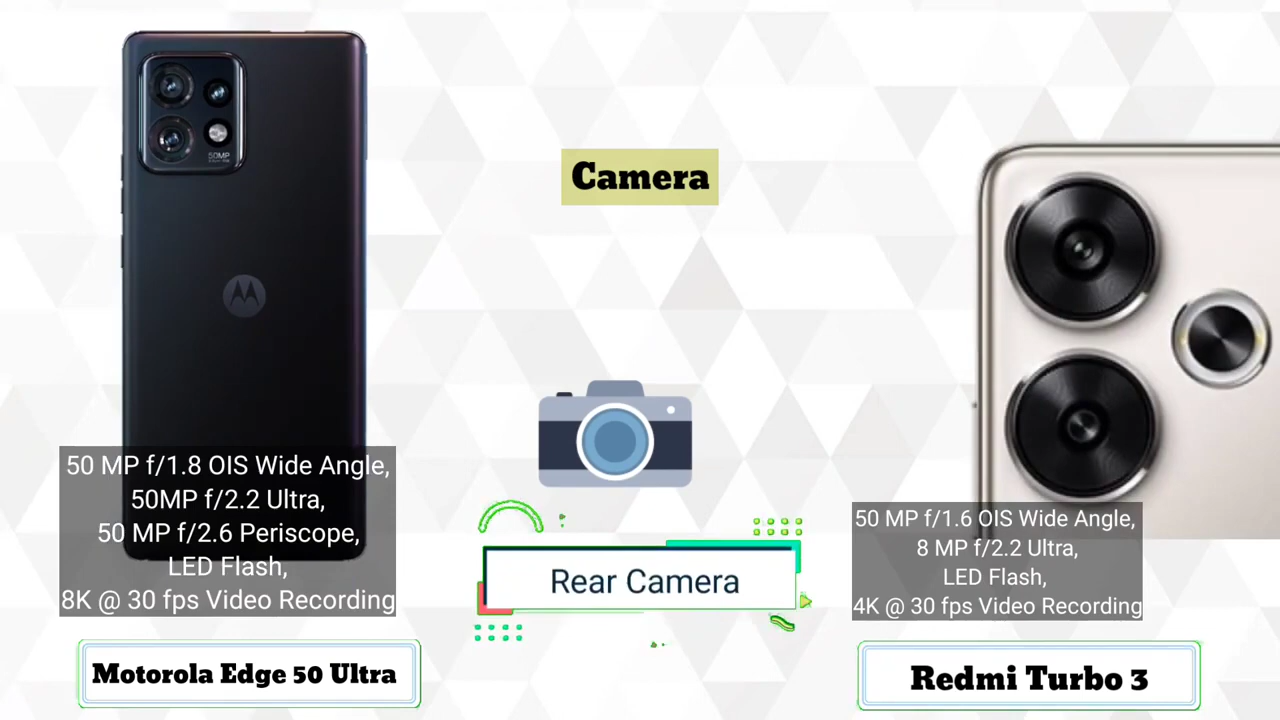 Camera
50MP
50 MP f/1.8 OIS Wide Angle,
50MP f/2.2 Ultra,
50 MP f/2.6 Periscope,
LED Flash,
8K @ 30 fps Video Recording
Motorola Edge 50 Ultra
Rear Camera
50 MP f/1.6 OIS Wide Angle,
8 MP f/2.2 Ultra,
LED Flash,
4K @ 30 fps Video Recording
Redmi Turbo 3